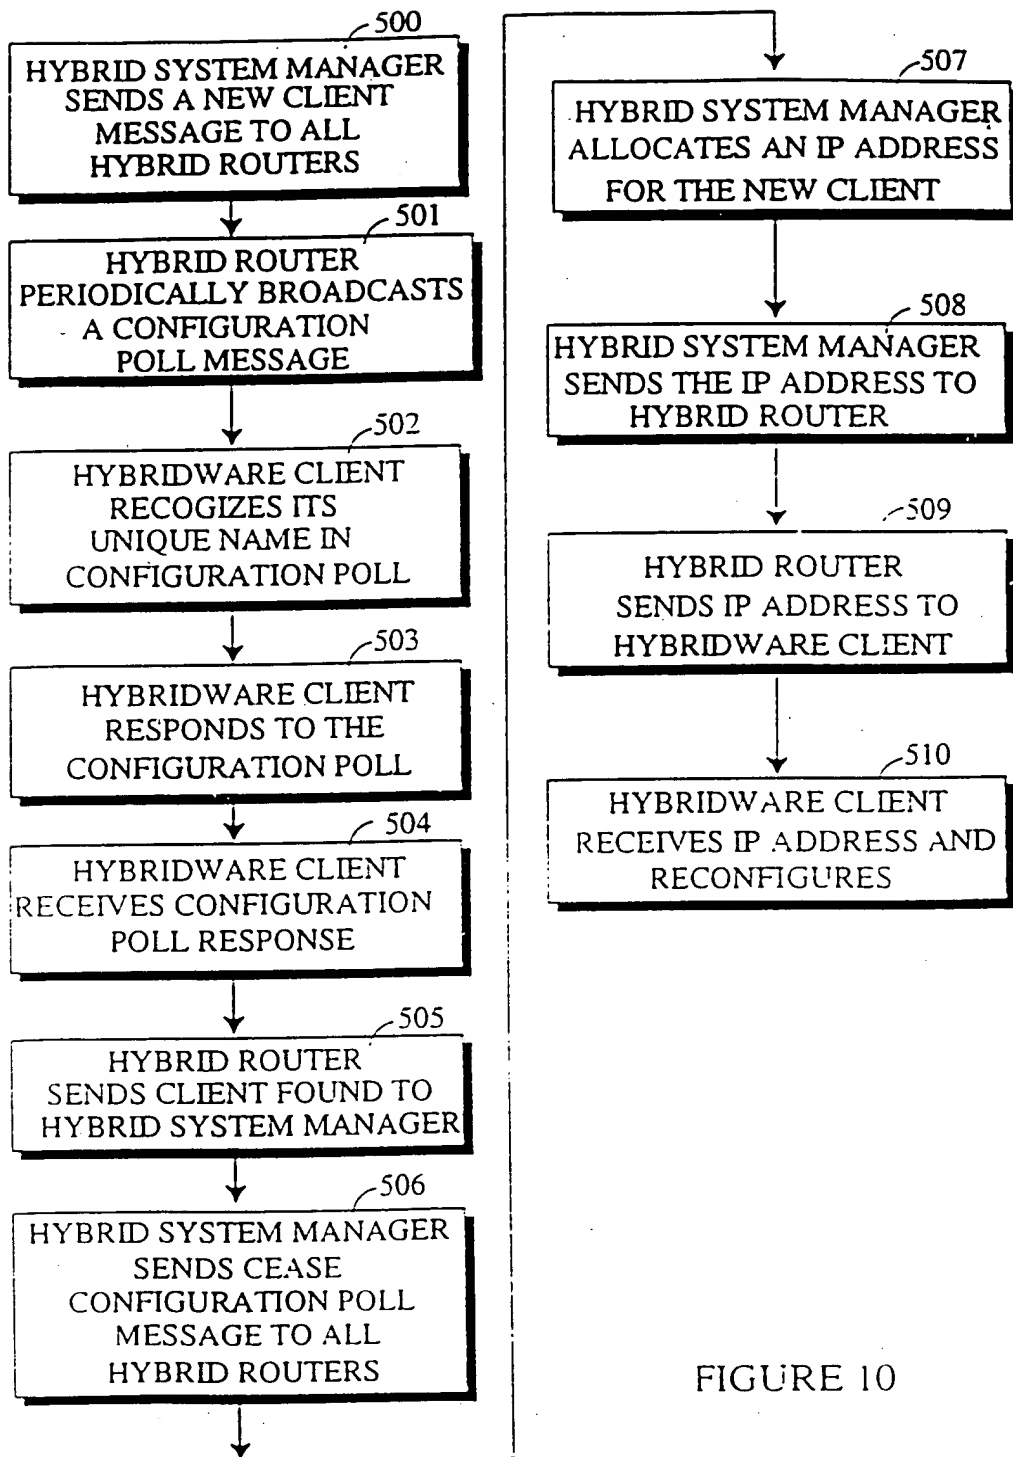 500
HYBRID SYSTEM MANAGER
SENDS A NEW CLIENT
MESSAGE TO ALL
HYBRID ROUTERS
501
HYBRID ROUTER
PERIODICALLY BROADCASTS
A CONFIGURATION
POLL MESSAGE
502
HYBRIDWARE CLIENT
RECOGIZES ITS
UNIQUE NAME IN
CONFIGURATION POLL
503
HYBRIDWARE CLIENT
RESPONDS TO THE
CONFIGURATION POLL
504
HYBRIDWARE CLIENT
RECEIVES CONFIGURATION
POLL RESPONSE
505
HYBRID ROUTER
SENDS CLIENT FOUND TO
HYBRID SYSTEM MANAGER
506
HYBRID SYSTEM MANAGER
SENDS CEASE
CONFIGURATION POLL
MESSAGE TO ALL
HYBRID ROUTERS
507
HYBRID SYSTEM MANAGER
ALLOCATES AN IP ADDRESS
FOR THE NEW CLIENT
508
HYBRID SYSTEM MANAGER
SENDS THE IP ADDRESS TO
HYBRID ROUTER
509
HYBRID ROUTER
SENDS IP ADDRESS TO
HYBRIDWARE CLIENT
510
HYBRIDWARE CLIENT
RECEIVES IP ADDRESS AND
RECONFIGURES
FIGURE 10